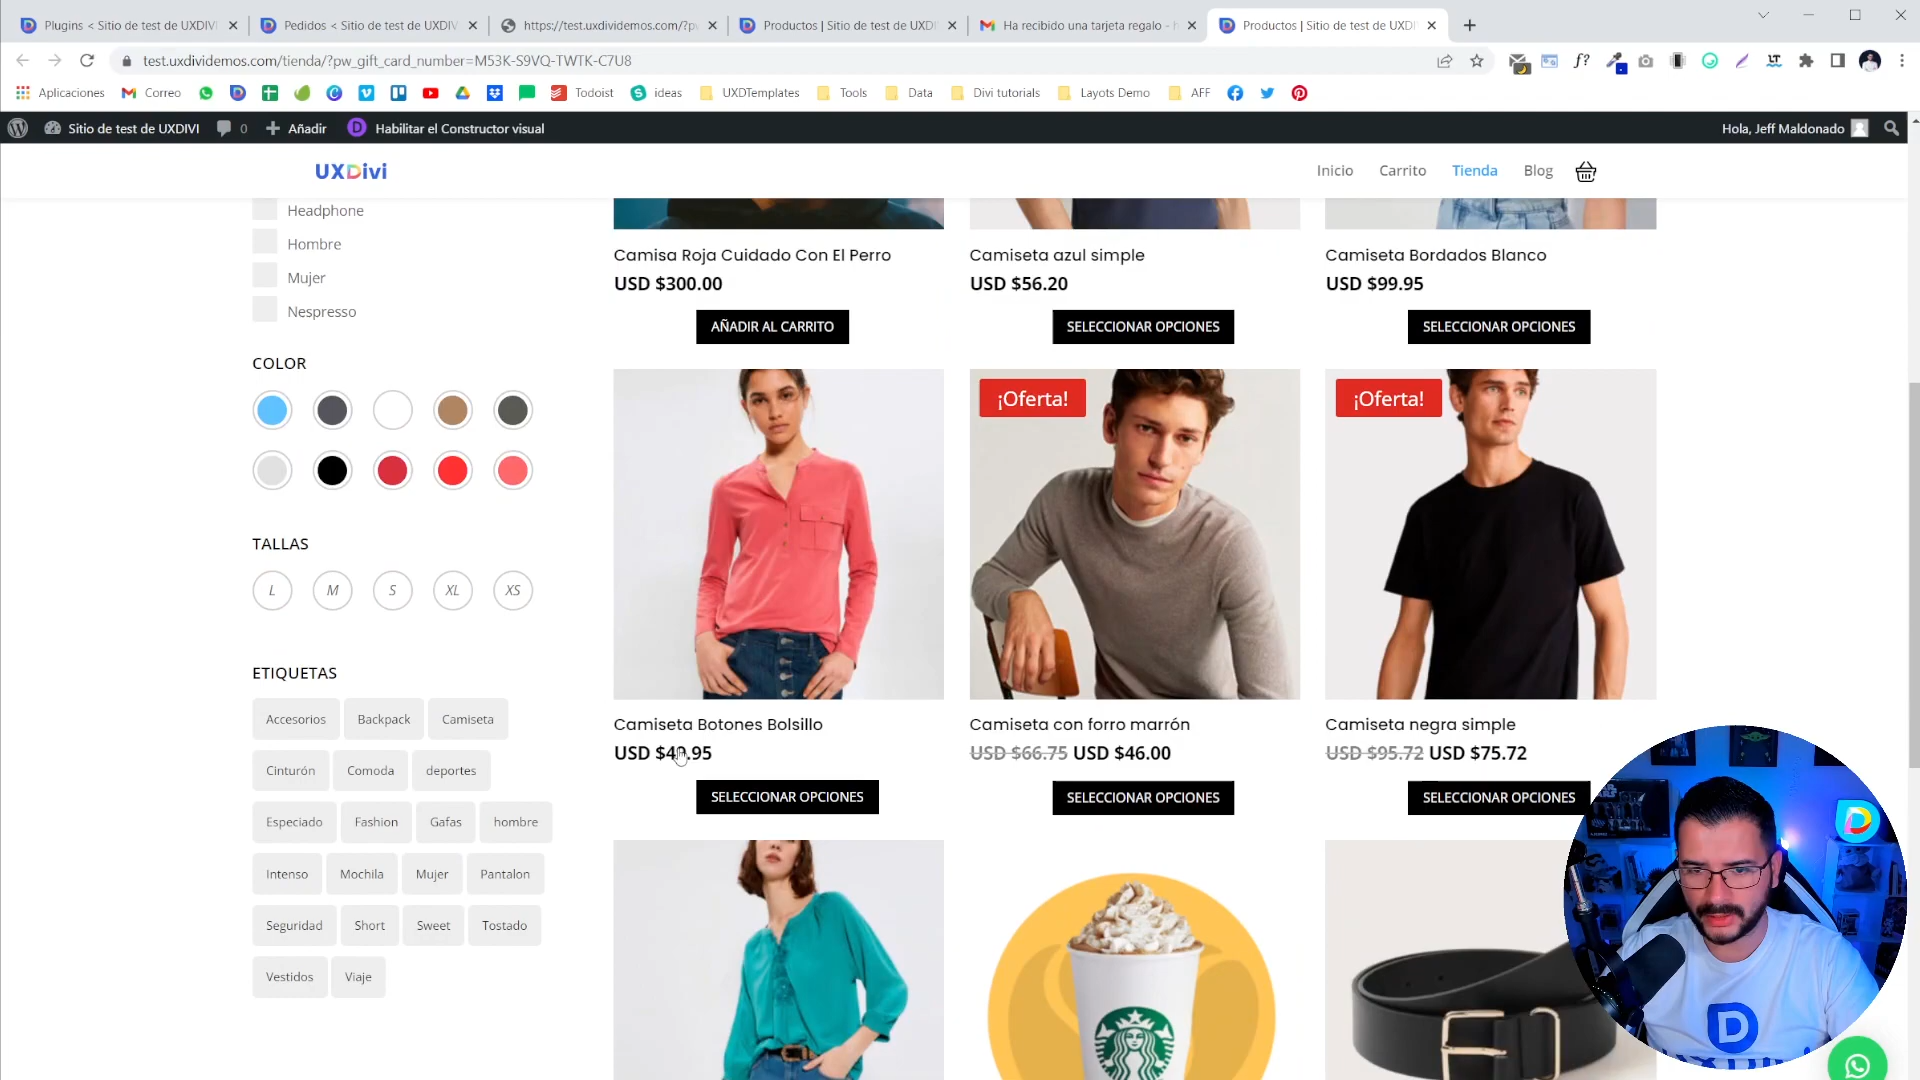 Plugins < Sitio de test de UXDIVI
Pedidos < Sitio de test de UXDIVI
https://test.uxdividemos.com/?pw
Productos | Sitio de test de UXDI
Ha recibido una tarjeta regalo - h
Productos | Sitio de test de UXDI
test.uxdividemos.com/tienda/?pw_gift_card_number=M53K-S9VQ-TWTK-C7U8
Aplicaciones
Correo
Todoist
ideas
UXDTemplates
Tools
Data
Divi tutorials
Layots Demo
AFF
Sitio de test de UXDIVI
0
Añadir
Habilitar el Constructor visual
Hola, Jeff Maldonado
UXDivi
Inicio
Carrito
Tienda
Blog
Headphone
Hombre
Mujer
Nespresso
COLOR
TALLAS
L M S XL XS
ETIQUETAS
Accesorios Backpack Camiseta
Cinturón Comoda deportes
Especiado Fashion Gafas hombre
Intenso Mochila Mujer Pantalon
Seguridad Short Sweet Tostado
Vestidos Viaje
Camisa Roja Cuidado Con El Perro
USD $300.00
AÑADIR AL CARRITO
Camiseta azul simple
USD $56.20
SELECCIONAR OPCIONES
Camiseta Bordados Blanco
USD $99.95
SELECCIONAR OPCIONES
Camiseta Botones Bolsillo
USD $49.95
SELECCIONAR OPCIONES
¡Oferta!
Camiseta con forro marrón
USD $66.75 USD $46.00
SELECCIONAR OPCIONES
¡Oferta!
Camiseta negra simple
USD $95.72 USD $75.72
SELECCIONAR OPCIONES